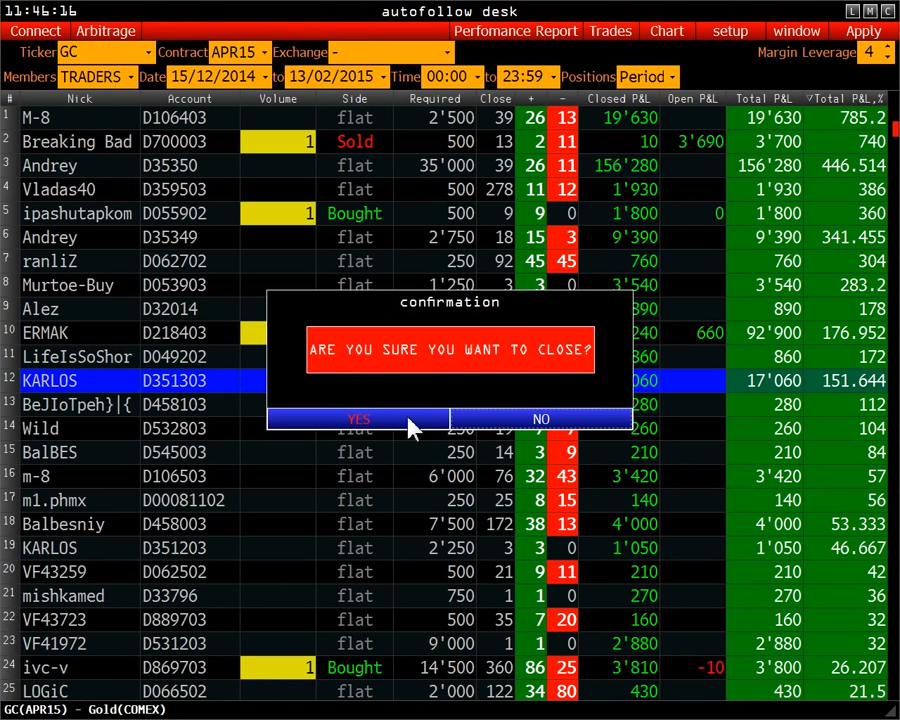 11:46:16 autofollow desk L M C
Connect Arbitrage Perfomance Report Trades Chart setup window Apply
Ticker GC Contract APR15 Exchange - Margin Leverage 4
Members TRADERS Date 15/12/2014 - 13/02/2015 Time 00:00 - 23:59 Positions Period
# Nick Account Volume Side Required Close + - Closed P&L Open P&L Total P&L ▽Total P&L,%
1 M-8 D106403 flat 2'500 39 26 13 19'630 19'630 785.2
2 Breaking Bad D700003 1 Sold 500 13 2 11 10 3'690 3'700 740
3 Andrey D35350 flat 35'000 39 26 11 156'280 156'280 446.514
4 Vladas40 D359503 flat 500 278 11 12 1'930 1'930 386
5 ipashutapkom D055902 1 Bought 500 9 9 0 1'800 0 1'800 360
6 Andrey D35349 flat 2'750 18 15 3 9'390 9'390 341.455
7 ranliZ D062702 flat 250 92 45 45 760 760 304
8 Murtoe-Buy D053903 flat 1'250 3 3 0 3'540 3'540 283.2
9 Alez D32014 890 890 178
10 ERMAK D218403 240 660 92'900 176.952
11 LifeIsSoShor D049202 860 860 172
12 KARLOS D351303 060 17'060 151.644
13 BeJIoTpeh}|{ D458103 280 280 112
14 Wild D532803 flat 250 19 7 7 260 260 104
15 BalBES D545003 flat 250 14 3 9 210 210 84
16 m-8 D106503 flat 6'000 76 32 43 3'420 3'420 57
17 m1.phmx D00081102 flat 250 25 8 15 140 140 56
18 Balbesniy D458003 flat 7'500 172 38 13 4'000 4'000 53.333
19 KARLOS D351203 flat 2'250 3 3 0 1'050 1'050 46.667
20 VF43259 D062502 flat 500 21 9 11 210 210 42
21 mishkamed D33796 flat 750 1 1 0 270 270 36
22 VF43723 D889703 flat 500 35 7 20 160 160 32
23 VF41972 D531203 flat 9'000 1 1 0 2'880 2'880 32
24 ivc-v D869703 1 Bought 14'500 360 86 25 3'810 -10 3'800 26.207
25 LOGiC D066502 flat 2'000 122 34 80 430 430 21.5
confirmation
ARE YOU SURE YOU WANT TO CLOSE?
YES NO
GC(APR15) - Gold(COMEX)